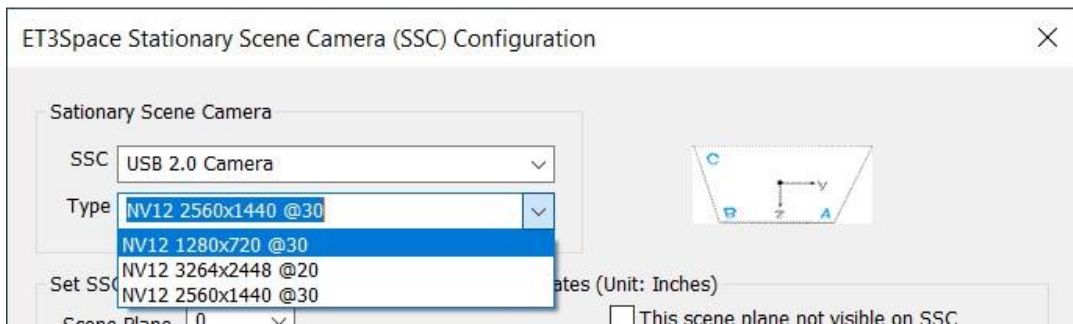 ET3Space Stationary Scene Camera (SSC) Configuration
Sationary Scene Camera
SSC USB 2.0 Camera
Type NV12 2560x1440 @30
NV12 1280x720 @30
NV12 3264x2448 @20
NV12 2560x1440 @30
C
Y
B Z A
Set SSC ates (Unit: Inches)
Scene Plane 0
This scene plane not visible on SSC